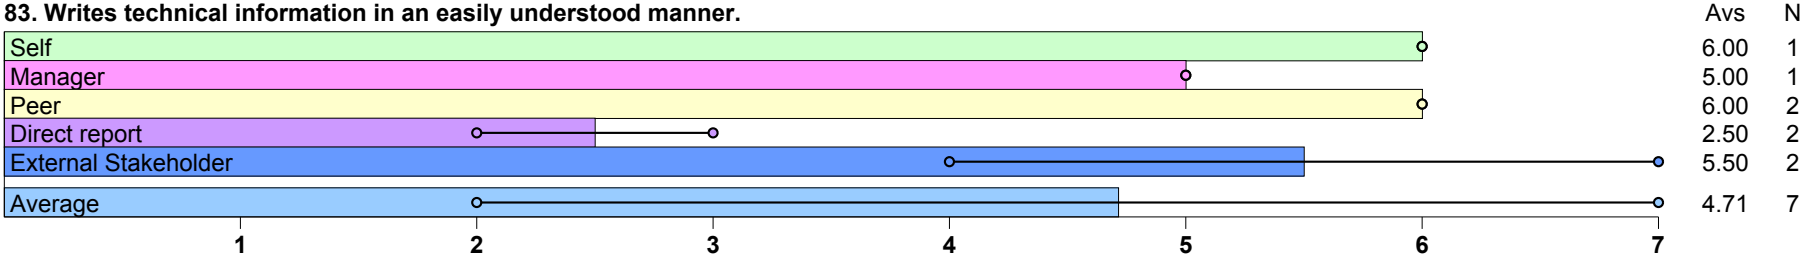 83. Writes technical information in an easily understood manner. Avs N
Self 6.00 1
Manager 5.00 1
Peer 6.00 2
Direct report 2.50 2
External Stakeholder 5.50 2
Average 4.71 7
1 2 3 4 5 6 7